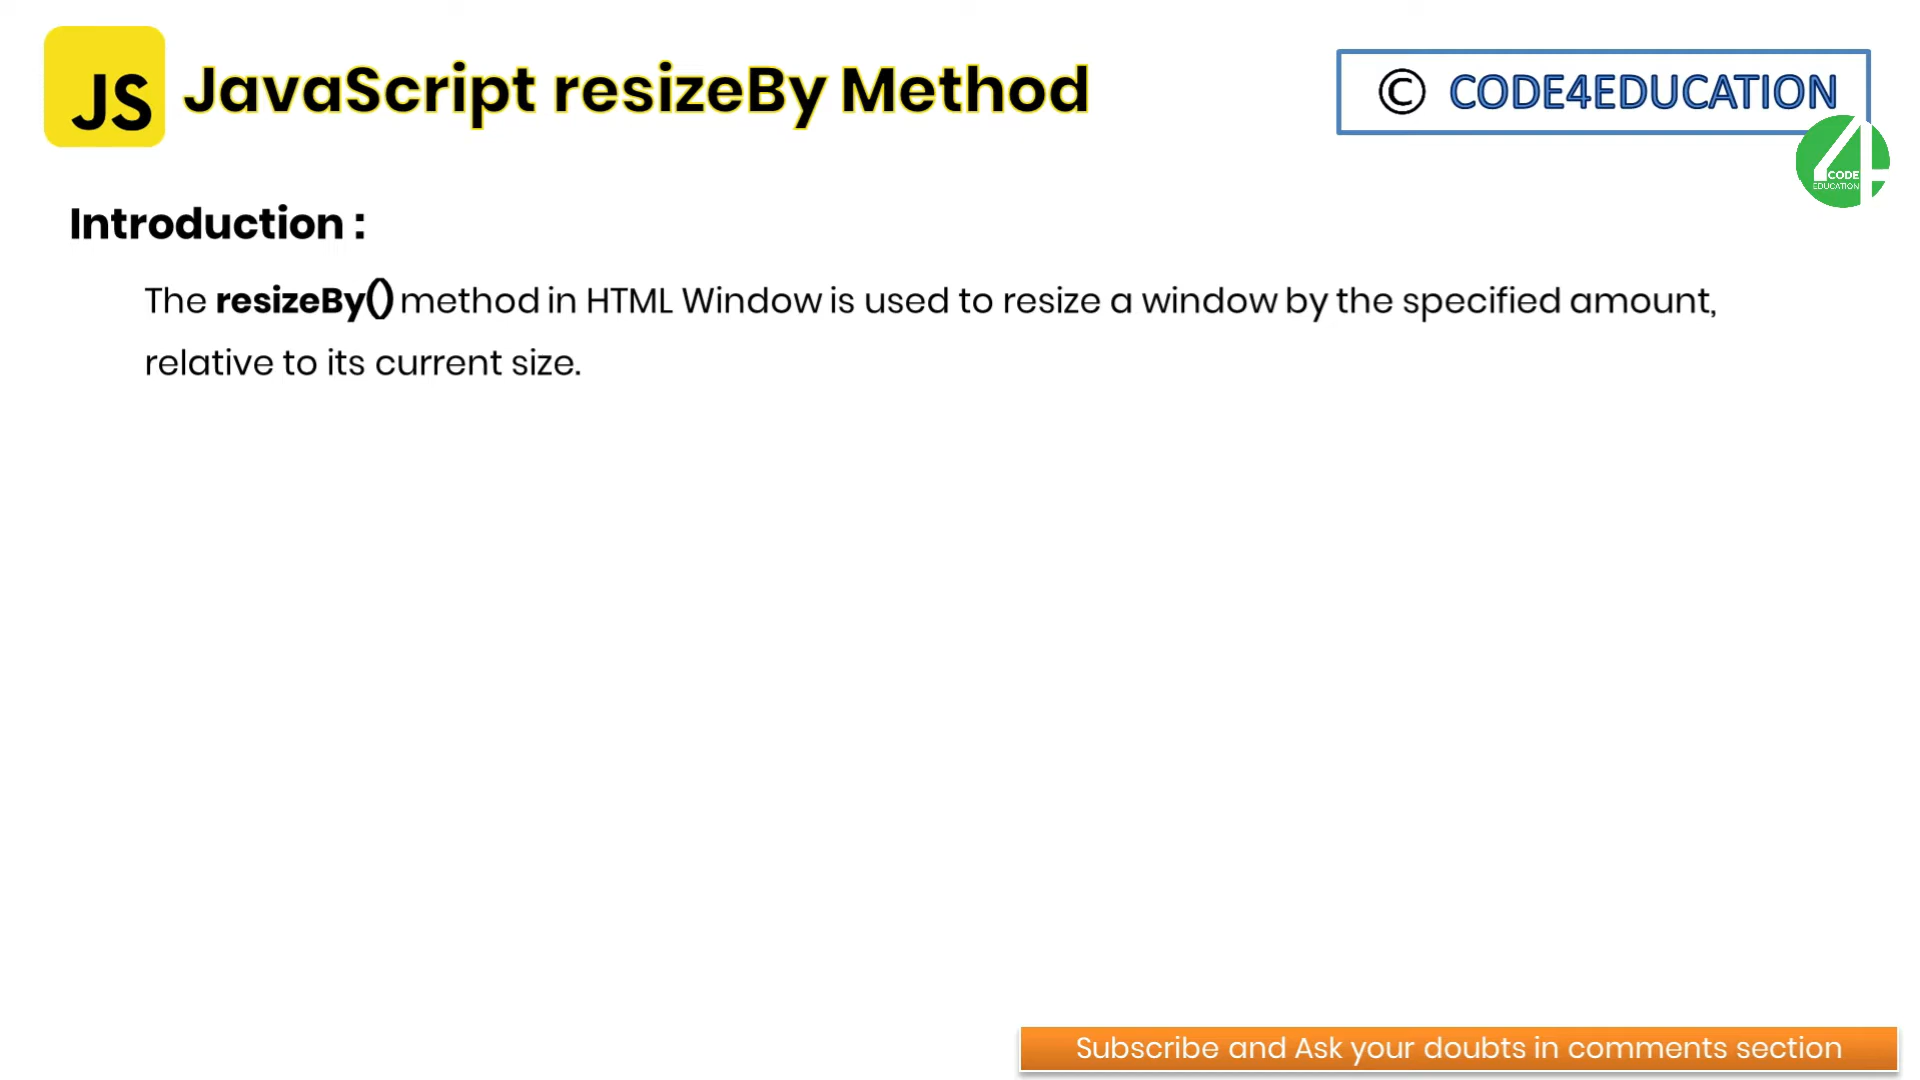 JS
JavaScript resizeBy Method
© CODE4EDUCATION
4
CODE
EDUCATION
Introduction :
The resizeBy() method in HTML Window is used to resize a window by the specified amount,
relative to its current size.
Subscribe and Ask your doubts in comments section